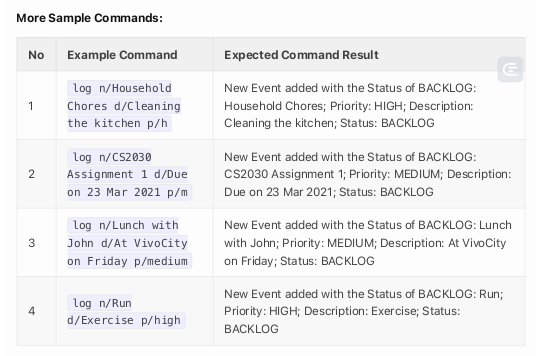 More Sample Commands:
No Example Command Expected Command Result
1
log n/Household
Chores d/Cleaning
the kitchen p/h
New Event added with the Status of BACKLOG:
Household Chores; Priority: HIGH; Description:
Cleaning the kitchen; Status: BACKLOG
2
log n/CS2030
Assignment 1 d/Due
on 23 Mar 2021 p/m
New Event added with the Status of BACKLOG:
CS2030 Assignment 1; Priority: MEDIUM; Description:
Due on 23 Mar 2021; Status: BACKLOG
3
log n/Lunch with
John d/At VivoCity
on Friday p/medium
New Event added with the Status of BACKLOG: Lunch
with John; Priority: MEDIUM; Description: At VivoCity
on Friday; Status: BACKLOG
4
log n/Run
d/Exercise p/high
New Event added with the Status of BACKLOG: Run;
Priority: HIGH; Description: Exercise; Status:
BACKLOG